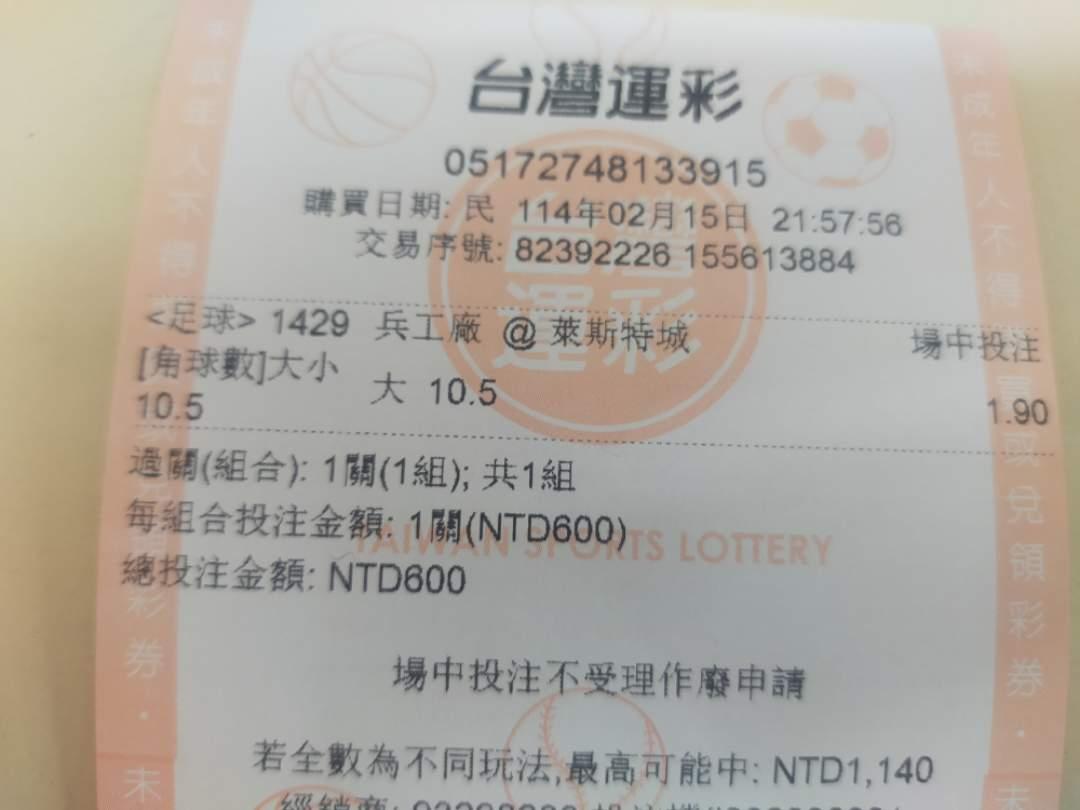 台灣運彩
05172748133915
購買日期: 民 114年02月15日 21:57:56
交易序號: 82392226 155613884
<足球> 1429 兵工廠 @ 萊斯特城 場中投注
[角球數]大小 大 10.5
10.5 1.90
過關(組合): 1關(1組); 共1組
每組合投注金額: 1關(NTD600)
TAIWAN SPORTS LOTTERY
總投注金額: NTD600
場中投注不受理作廢申請
若全數為不同玩法,最高可能中: NTD1,140